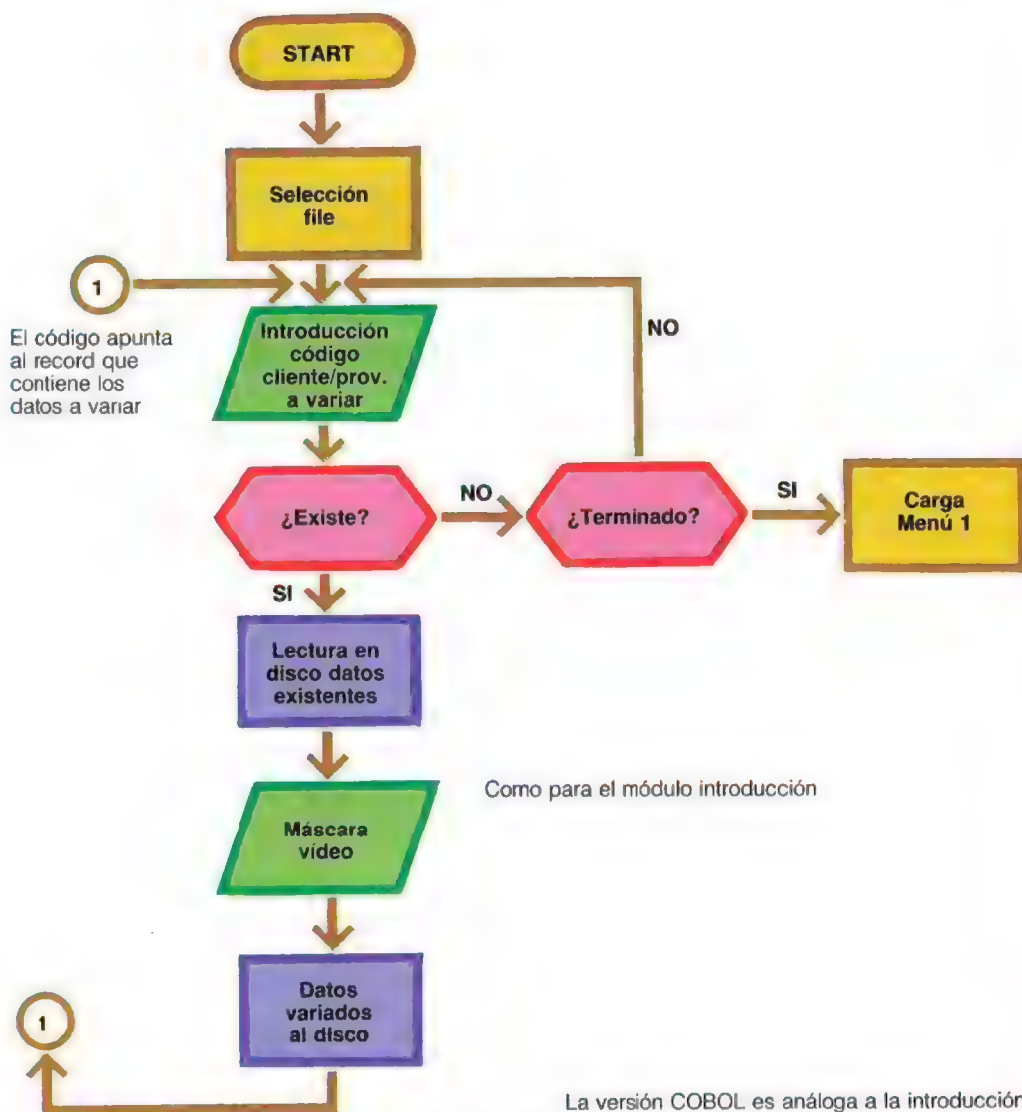 START
Selección
file
1
El código apunta
al record que
contiene los
datos a variar
Introducción
código
cliente/prov.
a variar
NO
¿Existe?
NO
¿Terminado?
SI
Carga
Menú 1
SI
Lectura en
disco datos
existentes
Como para el módulo introducción
Máscara
vídeo
Datos
variados
al disco
1
La versión COBOL es análoga a la introducción